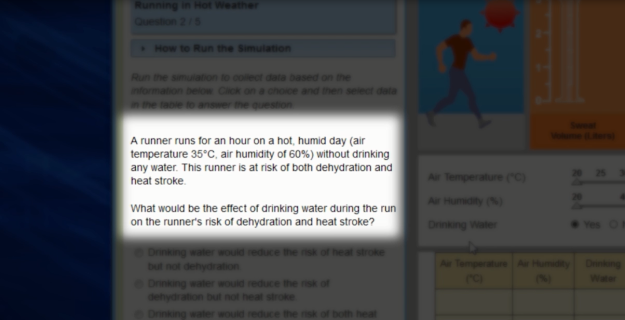 Running in Hot Weather
Question 2 / 5
How to Run the Simulation
Run the simulation to collect data based on the
information below. Click on a choice and then select data
in the table to answer the question.
A runner runs for an hour on a hot, humid day (air
temperature 35°C, air humidity of 60%) without drinking
any water. This runner is at risk of both dehydration and
heat stroke.
What would be the effect of drinking water during the run
on the runner's risk of dehydration and heat stroke?
Drinking water would reduce the risk of heat stroke
but not dehydration.
Drinking water would reduce the risk of
dehydration but not heat stroke.
Drinking water would reduce the risk of both heat
Sweat
Volume (Litres)
Air Temperature (°C) 20 25
Air Humidity (%) 20
Drinking Water Yes
Air Temperature
(°C)
Air Humidity
(%)
Drinking
Water